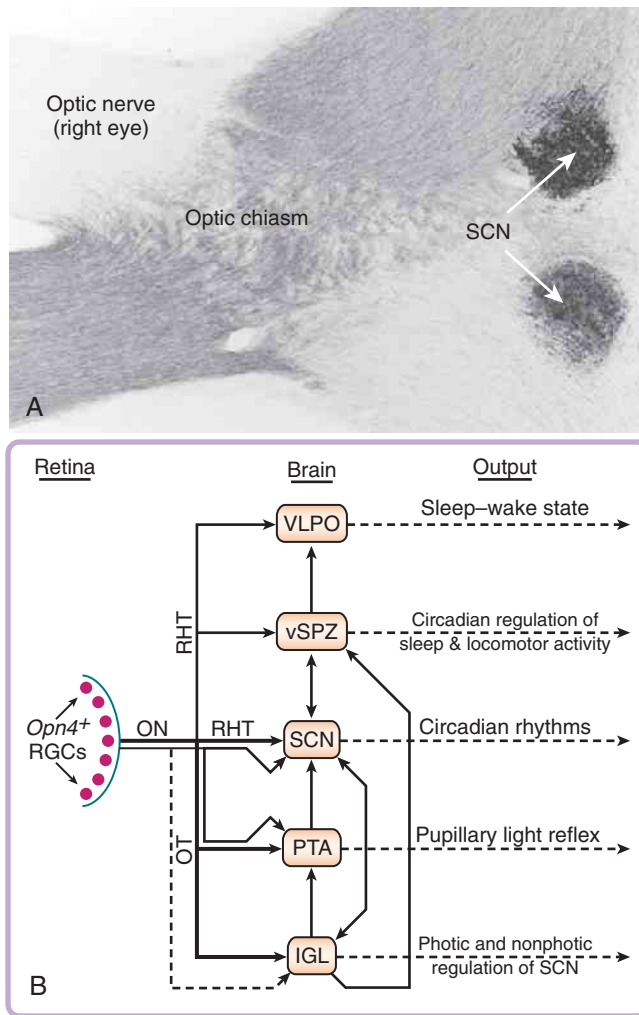 Optic nerve
(right eye)
Optic chiasm
SCN
A
Retina
Brain
Output
VLPO
Sleep–wake state
RHT
vSPZ
Circadian regulation of
sleep & locomotor activity
Opn4+
RGCs
ON
RHT
SCN
Circadian rhythms
OT
PTA
Pupillary light reflex
IGL
Photic and nonphotic
regulation of SCN
B